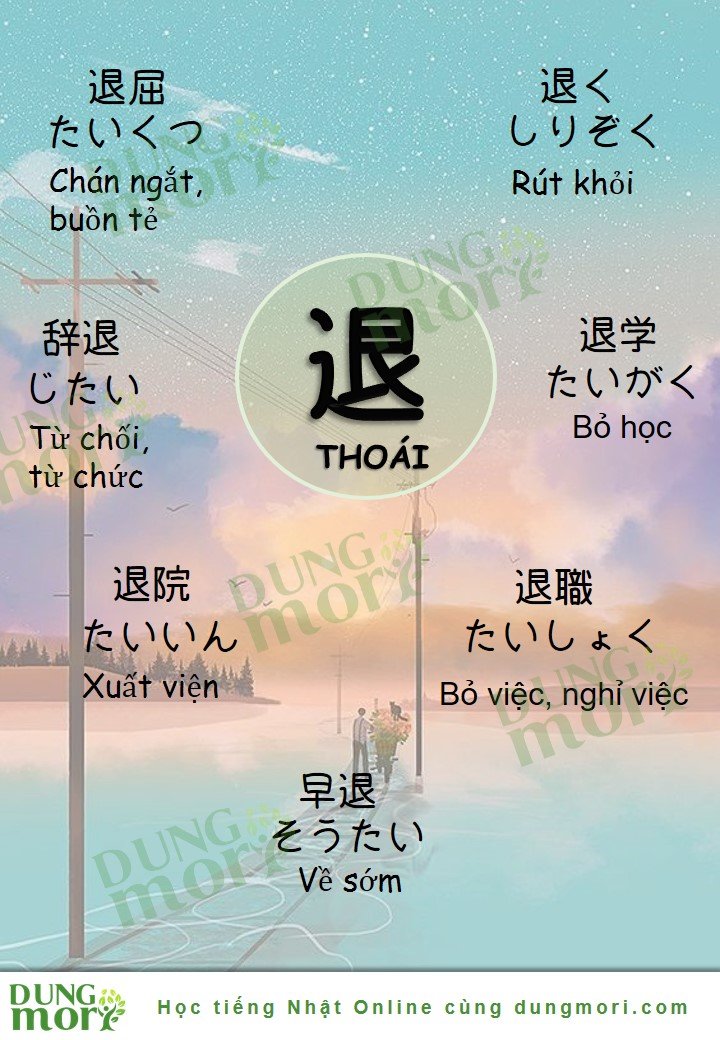 退屈
たいくつ
Chán ngắt,
buồn tẻ
退く
しりぞく
Rút khỏi
退
THOÁI
辞退
じたい
Từ chối,
từ chức
退学
たいがく
Bỏ học
退院
たいいん
Xuất viện
退職
たいしょく
Bỏ việc, nghỉ việc
早退
そうたい
Về sớm
DUNG
mori
DUNG
mori
DUNG
mori
DUNG
mori
DUNG
mori
DUNG
mori
DUNG
mori
Học tiếng Nhật Online cùng dungmori.com